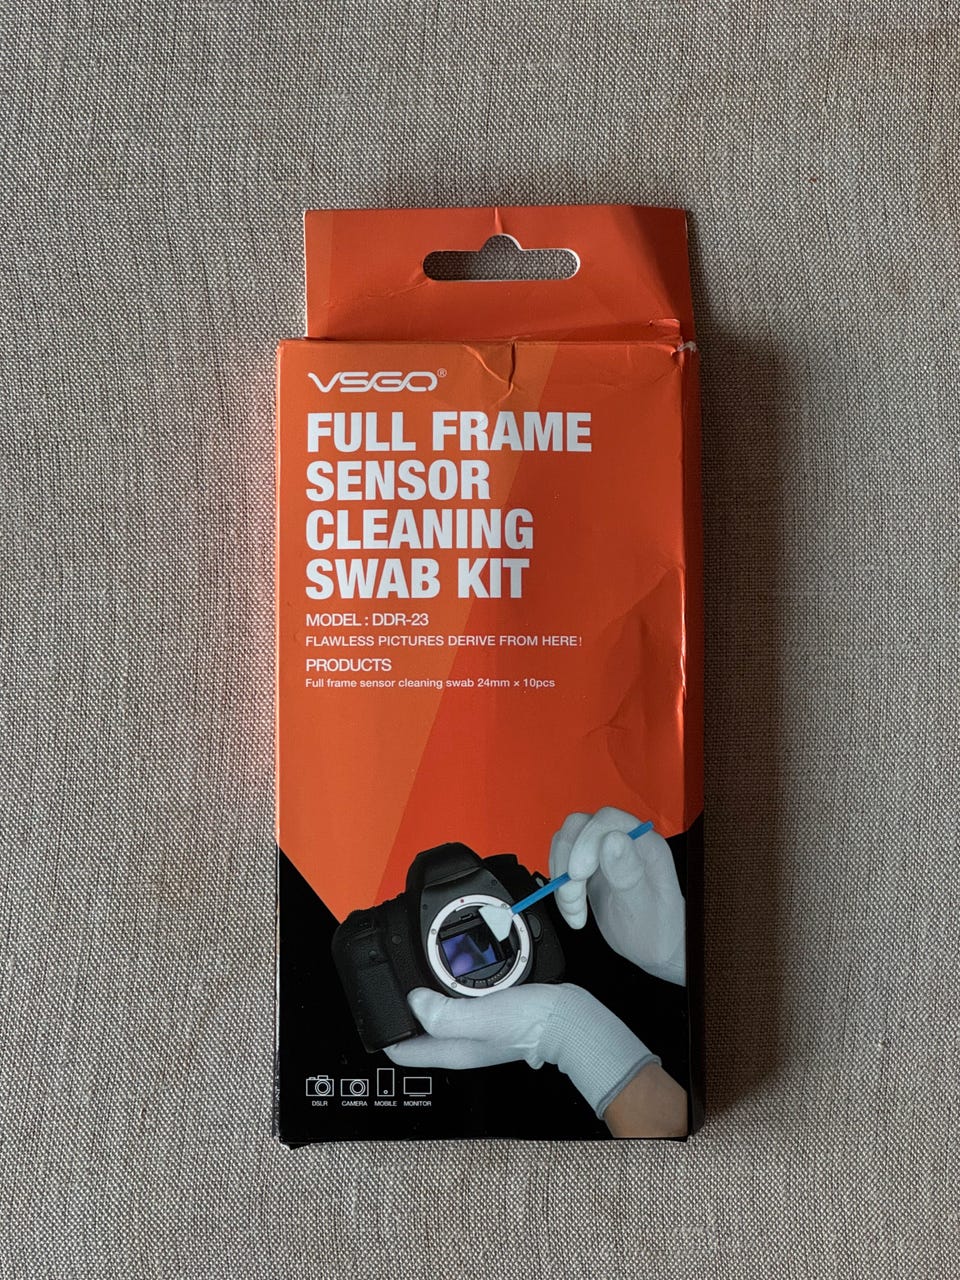 VSGO®
FULL FRAME
SENSOR
CLEANING
SWAB KIT
MODEL : DDR-23
FLAWLESS PICTURES DERIVE FROM HERE!
PRODUCTS
Full frame sensor cleaning swab 24mm × 10pcs
DSLR CAMERA MOBILE MONITOR